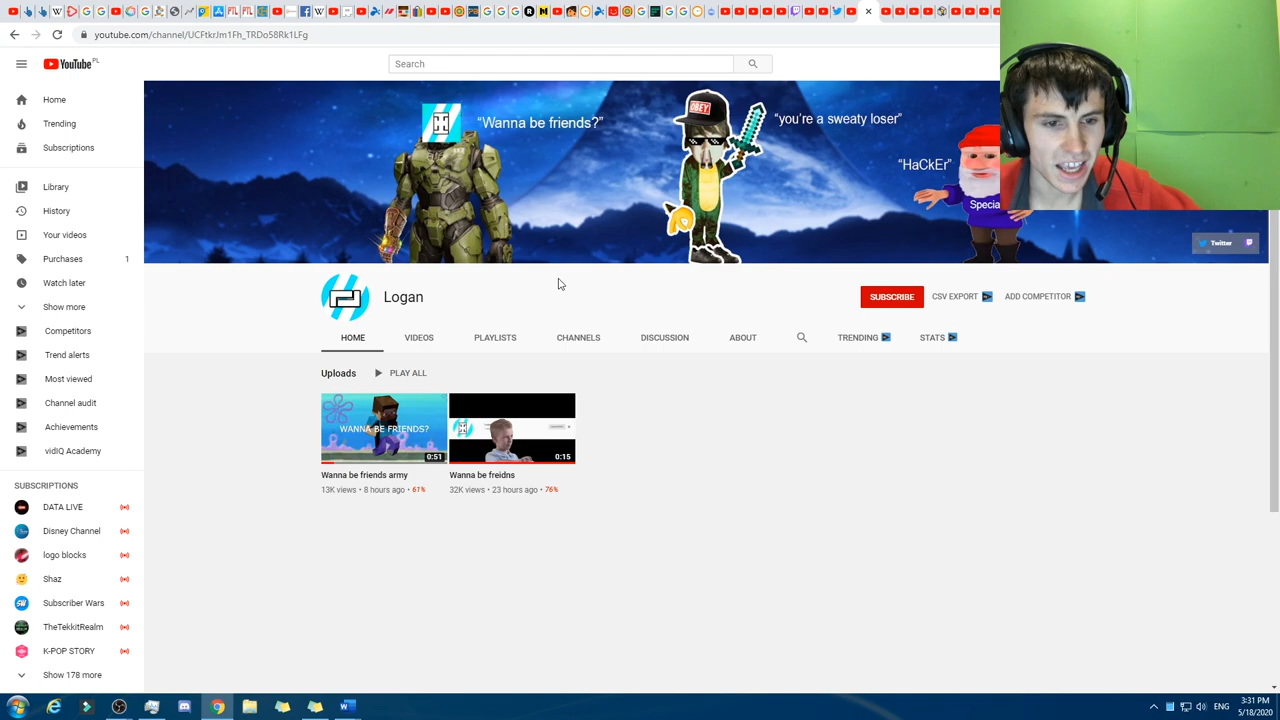 youtube.com/channel/UCFtkrJm1Fh_TRDo58Rk1LFg
YouTube PL
Search
Home
Trending
Subscriptions
Library
History
Your videos
Purchases 1
Watch later
Show more
Competitors
Trend alerts
Most viewed
Channel audit
Achievements
vidIQ Academy
SUBSCRIPTIONS
DATA LIVE
Disney Channel
logo blocks
Shaz
Subscriber Wars
TheTekkitRealm
K-POP STORY
Show 178 more
“Wanna be friends?”
OBEY
“you're a sweaty loser”
“HaCkEr”
Specia
Twitter
Logan
SUBSCRIBE
CSV EXPORT
ADD COMPETITOR
HOME VIDEOS PLAYLISTS CHANNELS DISCUSSION ABOUT TRENDING STATS
Uploads PLAY ALL
WANNA BE FRIENDS?
0:51
Wanna be friends army
13K views • 8 hours ago • 61%
0:15
Wanna be freidns
32K views • 23 hours ago • 76%
ENG
3:31 PM
5/18/2020